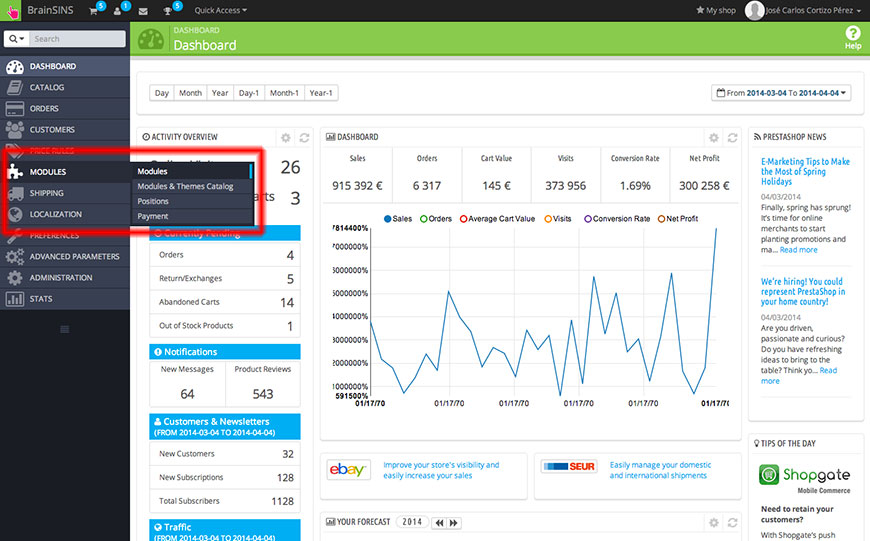 BrainSINS 5 1 5 Quick Access My shop José Carlos Cortizo Pérez
Search
DASHBOARD
Dashboard
Help
DASHBOARD
CATALOG
ORDERS
CUSTOMERS
PRICE RULES
MODULES
SHIPPING
LOCALIZATION
PREFERENCES
ADVANCED PARAMETERS
ADMINISTRATION
STATS
Modules
Modules & Themes Catalog
Positions
Payment
Day Month Year Day-1 Month-1 Year-1
From 2014-03-04 To 2014-04-04
ACTIVITY OVERVIEW
26
3
Currently Pending
Orders 4
Return/Exchanges 5
Abandoned Carts 14
Out of Stock Products 1
Notifications
New Messages Product Reviews
64 543
Customers & Newsletters
(FROM 2014-03-04 TO 2014-04-04)
New Customers 32
New Subscriptions 128
Total Subscribers 1128
Traffic
(FROM 2014-03-04 TO 2014-04-04)
DASHBOARD
Sales Orders Cart Value Visits Conversion Rate Net Profit
915 392 € 6 317 145 € 373 956 1.69% 300 258 €
Sales Orders Average Cart Value Visits Conversion Rate Net Profit
7814400%
7000000%
6000000%
5000000%
4000000%
3000000%
2000000%
1000000%
591500%
01/17/70 01/17/70 01/17/70 01/17/70 01/17/70 01/17/7
ebay
Improve your store's visibility and
easily increase your sales
SEUR
Easily manage your domestic
and international shipments
YOUR FORECAST 2014
PRESTASHOP NEWS
E-Marketing Tips to Make
the Most of Spring
Holidays
04/03/2014
Finally, spring has sprung!
It's time for online
merchants to start
planting promotions and
ma... Read more
We're hiring! You could
represent PrestaShop in
your home country!
04/03/2014
Are you driven,
passionate and curious?
Do you have refreshing
ideas to bring to the
table? Think yo... Read
more
TIPS OF THE DAY
Shopgate
Mobile Commerce
Need to retain your
customers?
With Shopgate's push